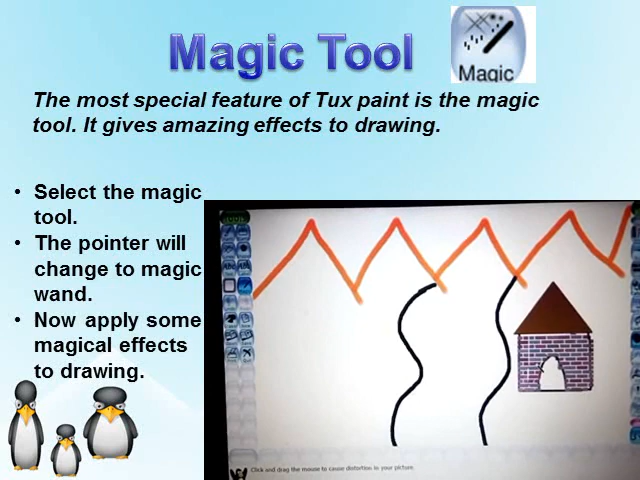 Magic Tool
Magic
The most special feature of Tux paint is the magic
tool. It gives amazing effects to drawing.
• Select the magic
tool.
• The pointer will
change to magic
wand.
• Now apply some
magical effects
to drawing.
Tools
Click and drag the mouse to cause distortion in your picture.